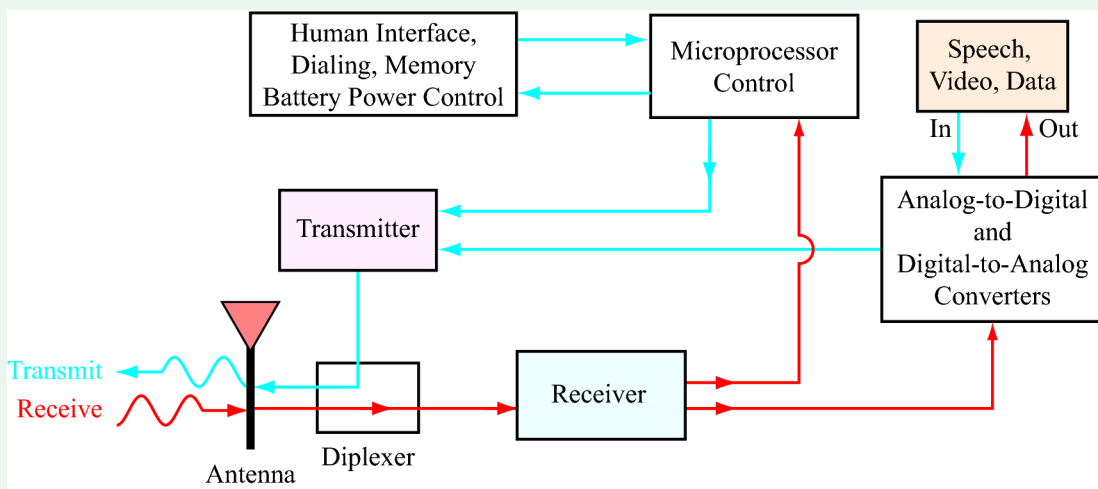 Human Interface,
Dialing, Memory
Battery Power Control
Microprocessor
Control
Speech,
Video, Data
In
Out
Transmitter
Analog-to-Digital
and
Digital-to-Analog
Converters
Transmit
Receive
Receiver
Antenna
Diplexer